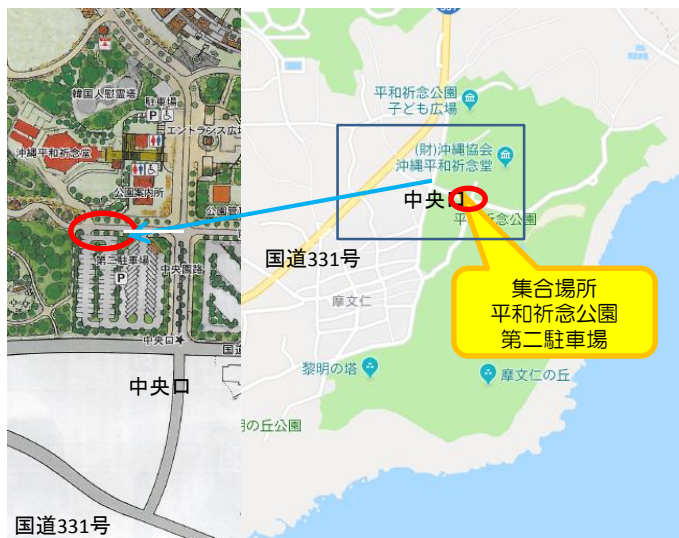 韓国人慰霊塔
駐車場
P
エントランス広
沖縄平和祈念堂
公園案内所
公園管
第二駐車場
P
中央園路
中央口
国道
中央口
国道331号
331
平和祈念公園
子ども広場
(財)沖縄協会
沖縄平和祈念堂
中央口
国道331号
集合場所
平和祈念公園
第二駐車場
摩文仁
黎明の塔
摩文仁の丘
の丘公園